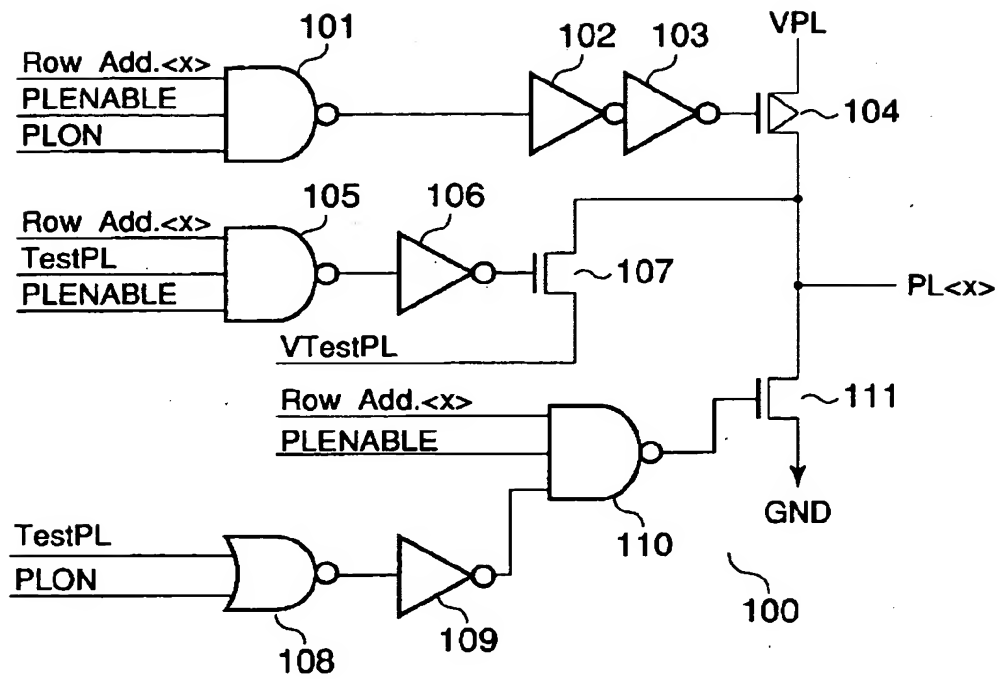 101
102
103
VPL
Row Add.<x>
PLENABLE
PLON
104
105
106
Row Add.<x>
TestPL
PLENABLE
107
PL<x>
VTestPL
Row Add.<x>
PLENABLE
111
GND
110
TestPL
PLON
100
108
109